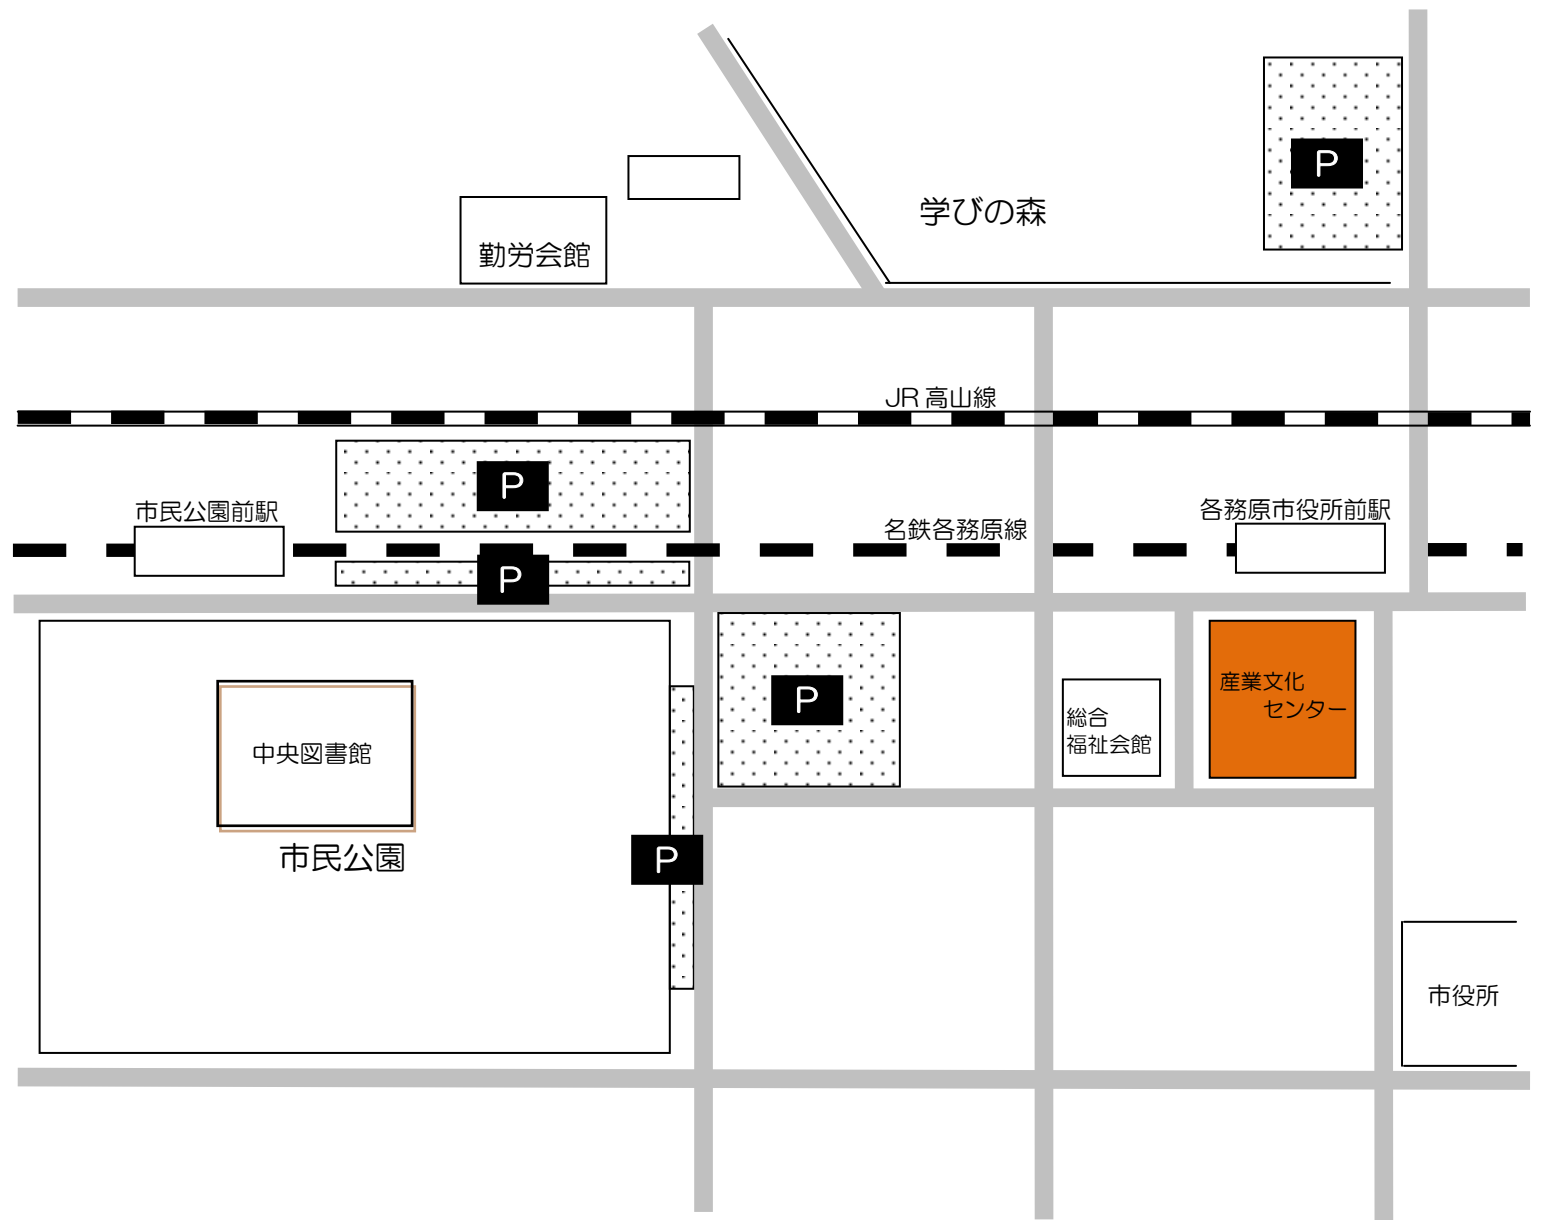 P
学びの森
勤労会館
JR 高山線
P
市民公園前駅
各務原市役所前駅
名鉄各務原線
P
産業文化
センター
P
総合
福祉会館
中央図書館
市民公園
P
市役所